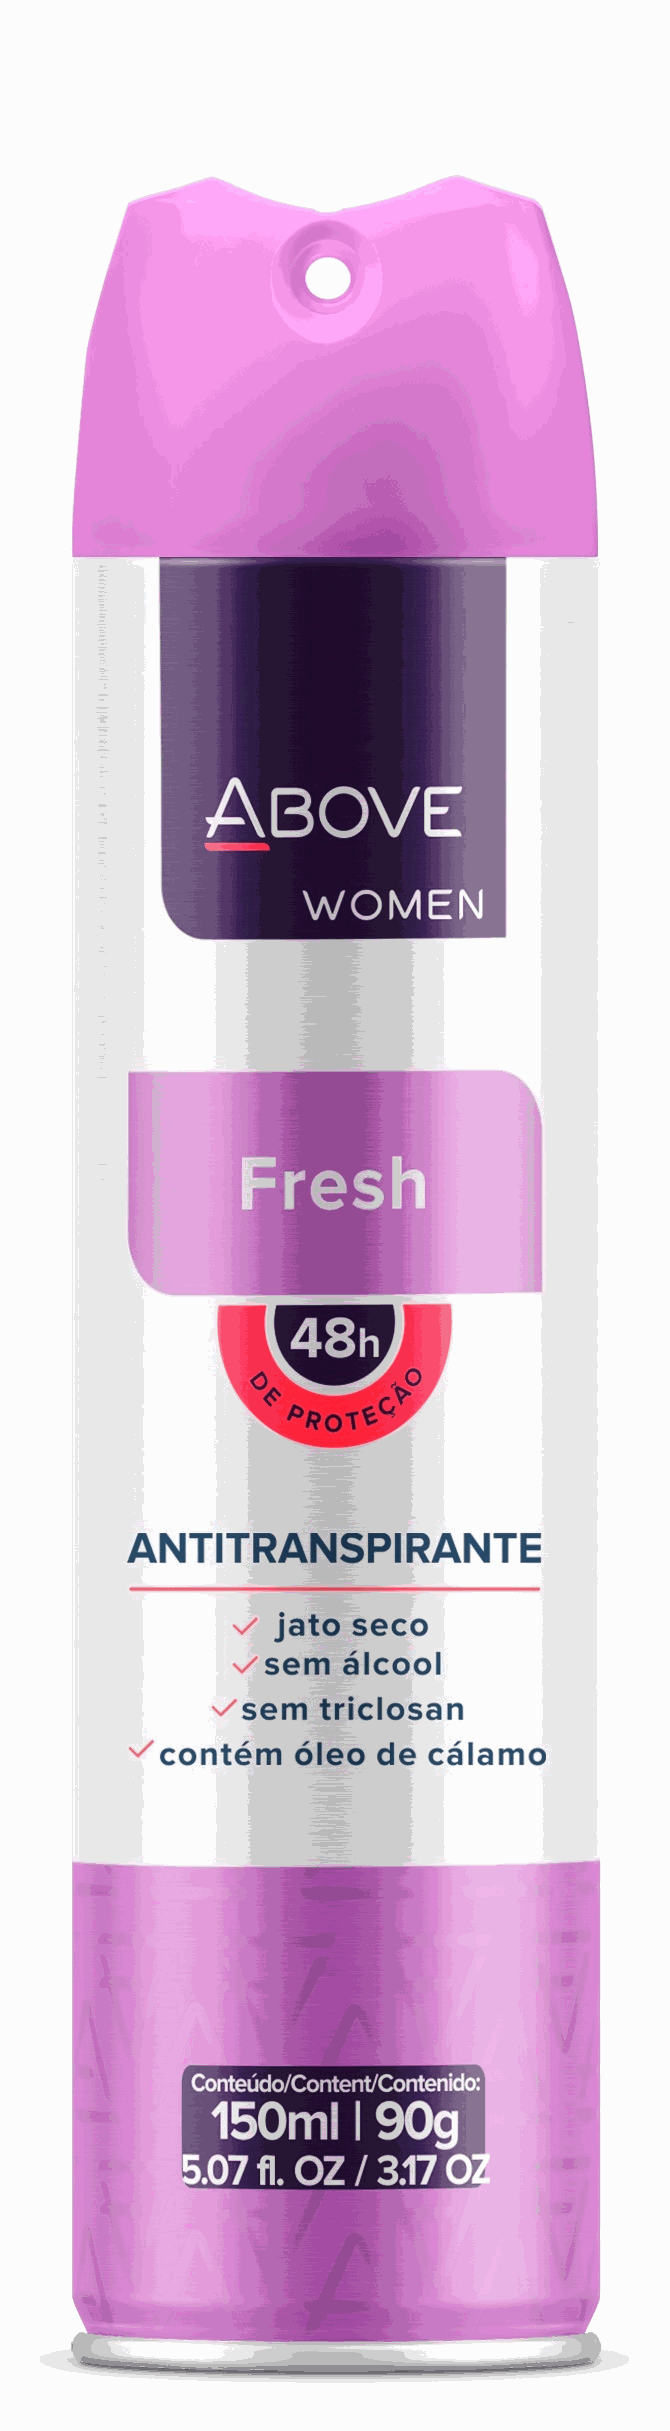 ABOVE
WOMEN
Fresh
48h
DE PROTEÇÃO
ANTITRANSPIRANTE
jato seco
sem álcool
sem triclosan
contém óleo de cálamo
Conteúdo/Content/Contenido:
150ml | 90g
5.07 fl. OZ / 3.17 OZ